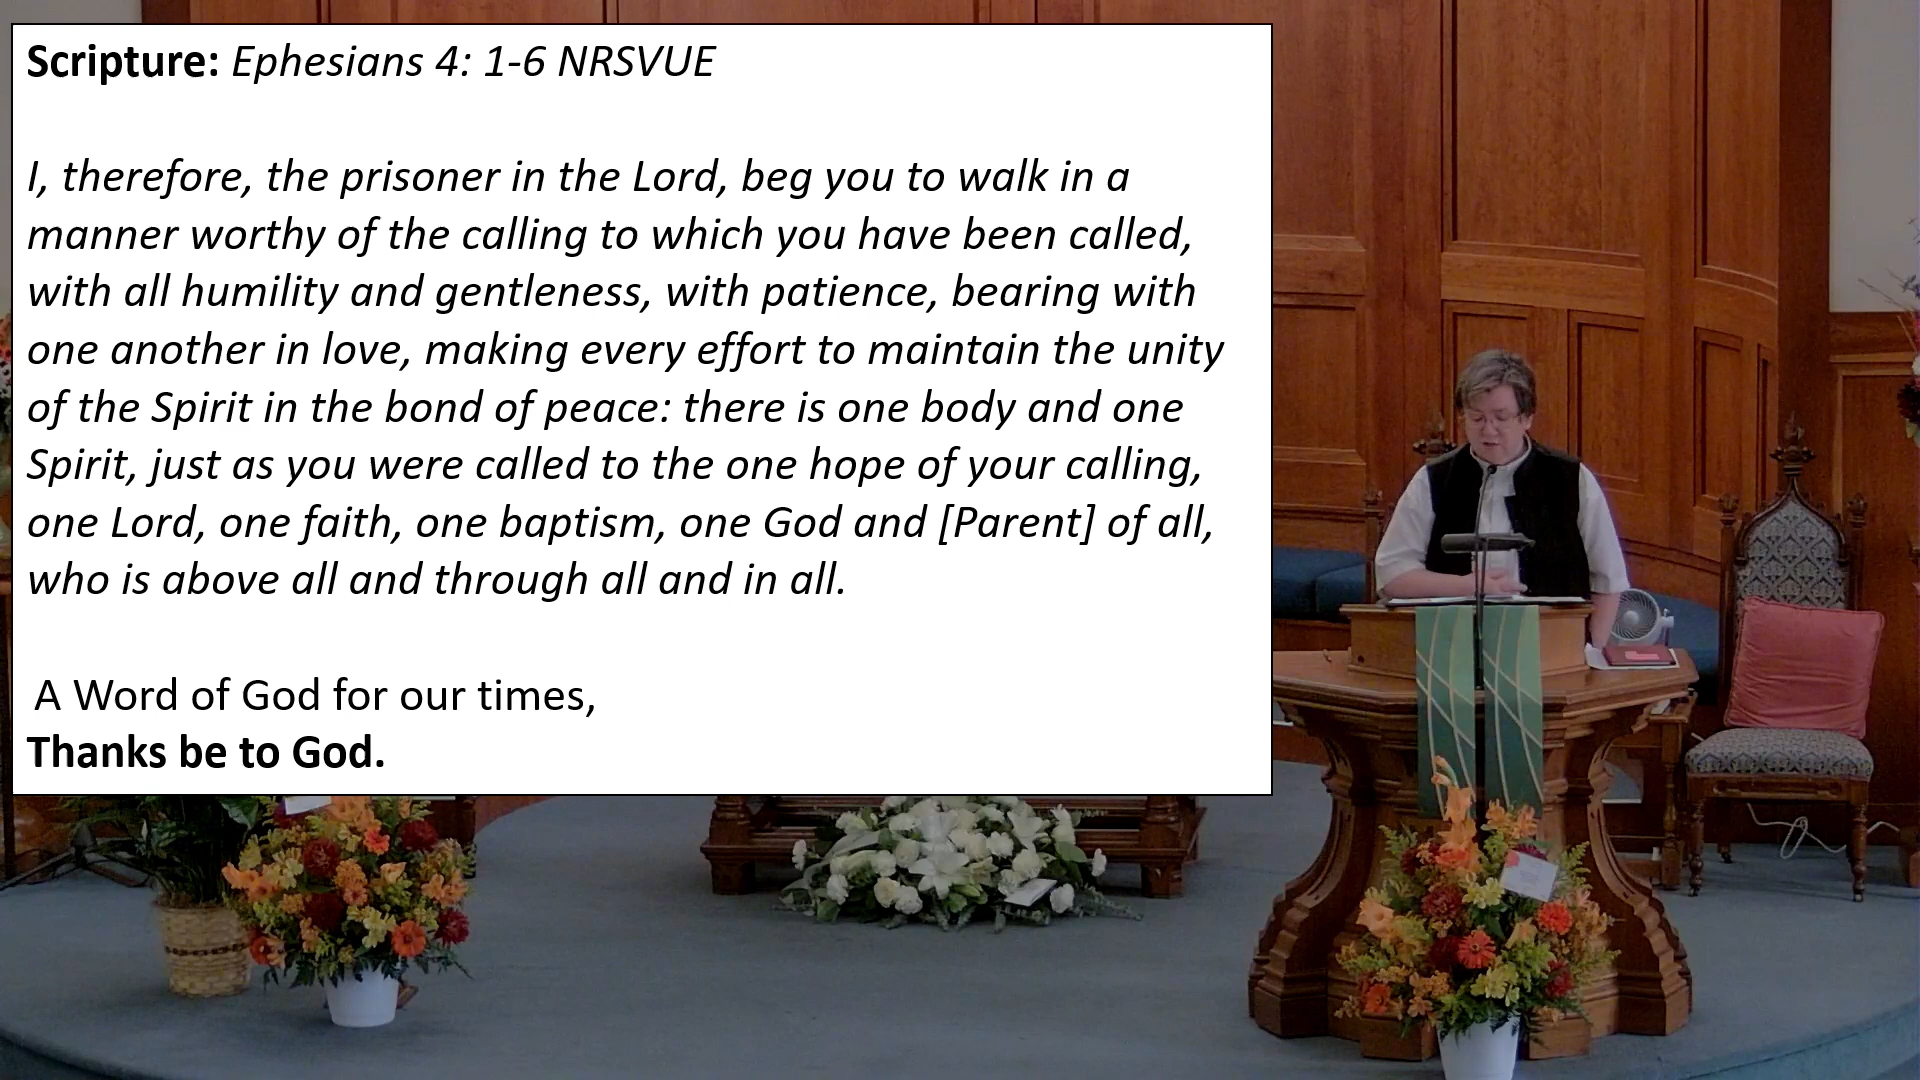 Scripture: Ephesians 4: 1-6 NRSVUE
I, therefore, the prisoner in the Lord, beg you to walk in a
manner worthy of the calling to which you have been called,
with all humility and gentleness, with patience, bearing with
one another in love, making every effort to maintain the unity
of the Spirit in the bond of peace: there is one body and one
Spirit, just as you were called to the one hope of your calling,
one Lord, one faith, one baptism, one God and [Parent] of all,
who is above all and through all and in all.
A Word of God for our times,
Thanks be to God.